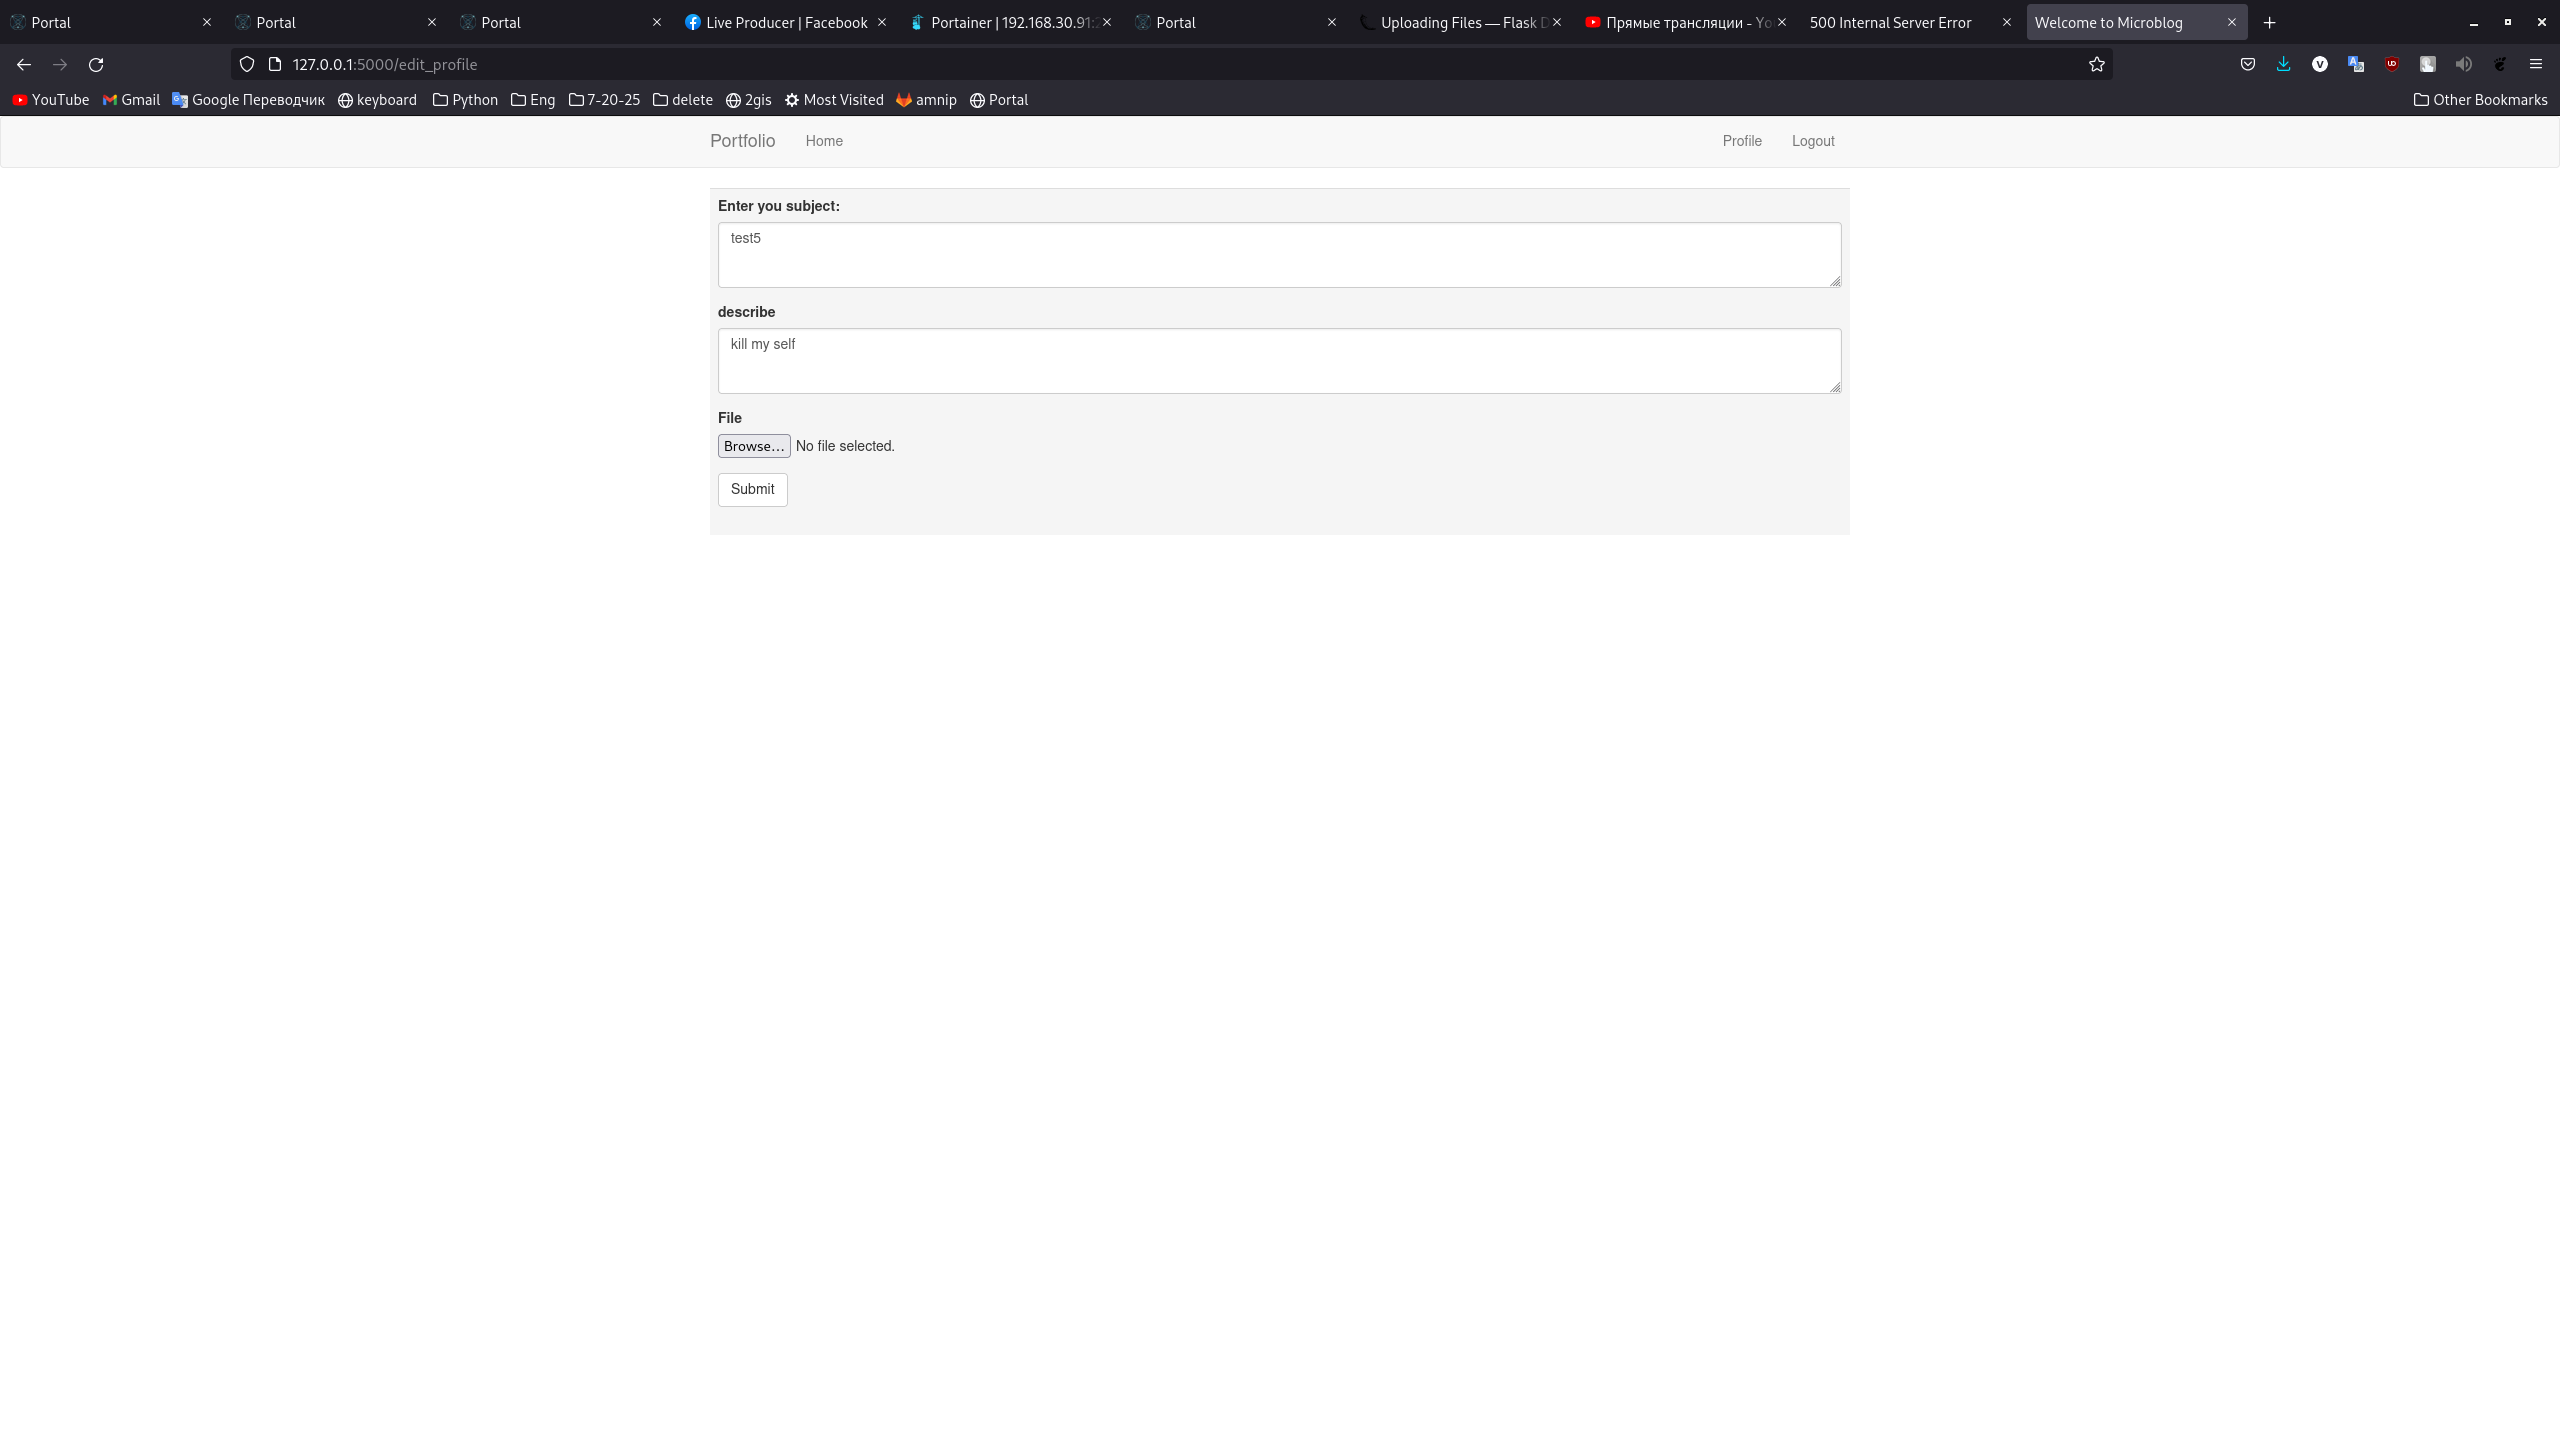 Portal Portal Portal Live Producer | Facebook Portainer | 192.168.30.91: Portal Uploading Files — Flask D Прямые трансляции - Yo 500 Internal Server Error Welcome to Microblog
127.0.0.1:5000/edit_profile
YouTube Gmail Google Переводчик keyboard Python Eng 7-20-25 delete 2gis Most Visited amnip Portal Other Bookmarks
Portfolio Home Profile Logout
Enter you subject:
test5
describe
kill my self
File
Browse… No file selected.
Submit